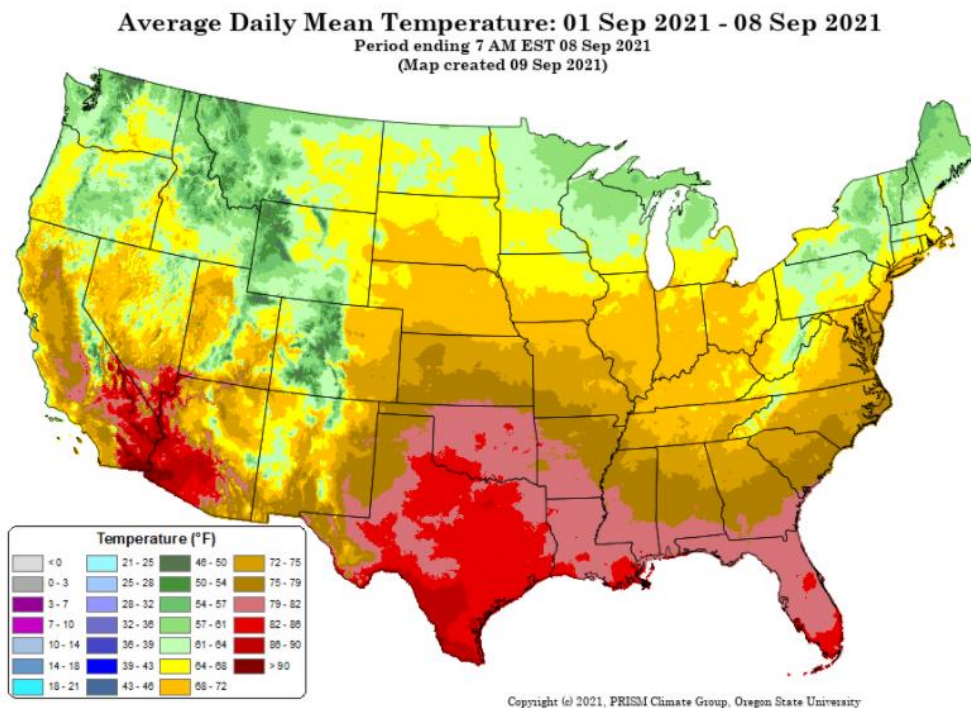 Average Daily Mean Temperature: 01 Sep 2021 - 08 Sep 2021
Period ending 7 AM EST 08 Sep 2021
(Map created 09 Sep 2021)
Temperature (°F)
< 0
0 - 3
3 - 7
7 - 10
10 - 14
14 - 18
18 - 21
21 - 25
25 - 28
28 - 32
32 - 36
36 - 39
39 - 43
43 - 46
46 - 50
50 - 54
54 - 57
57 - 61
61 - 64
64 - 68
68 - 72
72 - 75
75 - 79
79 - 82
82 - 86
86 - 90
> 90
Copyright (c) 2021, PRISM Climate Group, Oregon State University